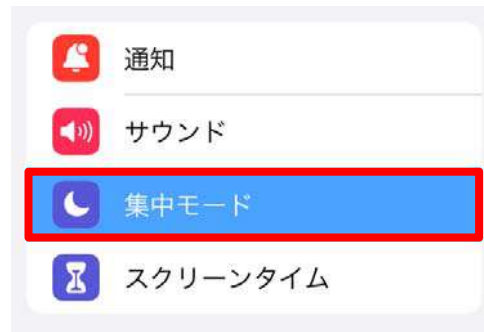 通知
サウンド
集中モード
スクリーンタイム